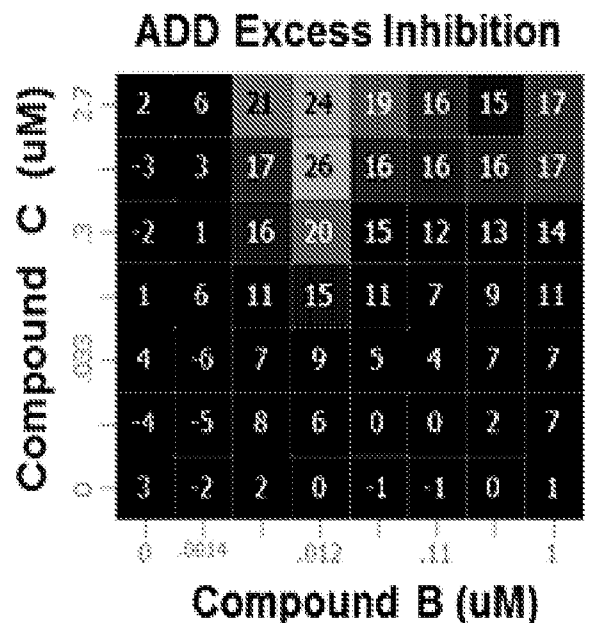 ADD Excess Inhibition
Compound C (uM)
2.7 2 6 21 24 19 16 15 17
-3 3 17 26 16 16 16 17
.3 -2 1 16 20 15 12 13 14
1 6 11 15 11 7 9 11
4 -6 7 9 5 4 7 7
-4 -5 8 6 0 0 2 7
0 3 -2 2 0 -1 -1 0 1
0 .0014 .012 .11 1
Compound B (uM)